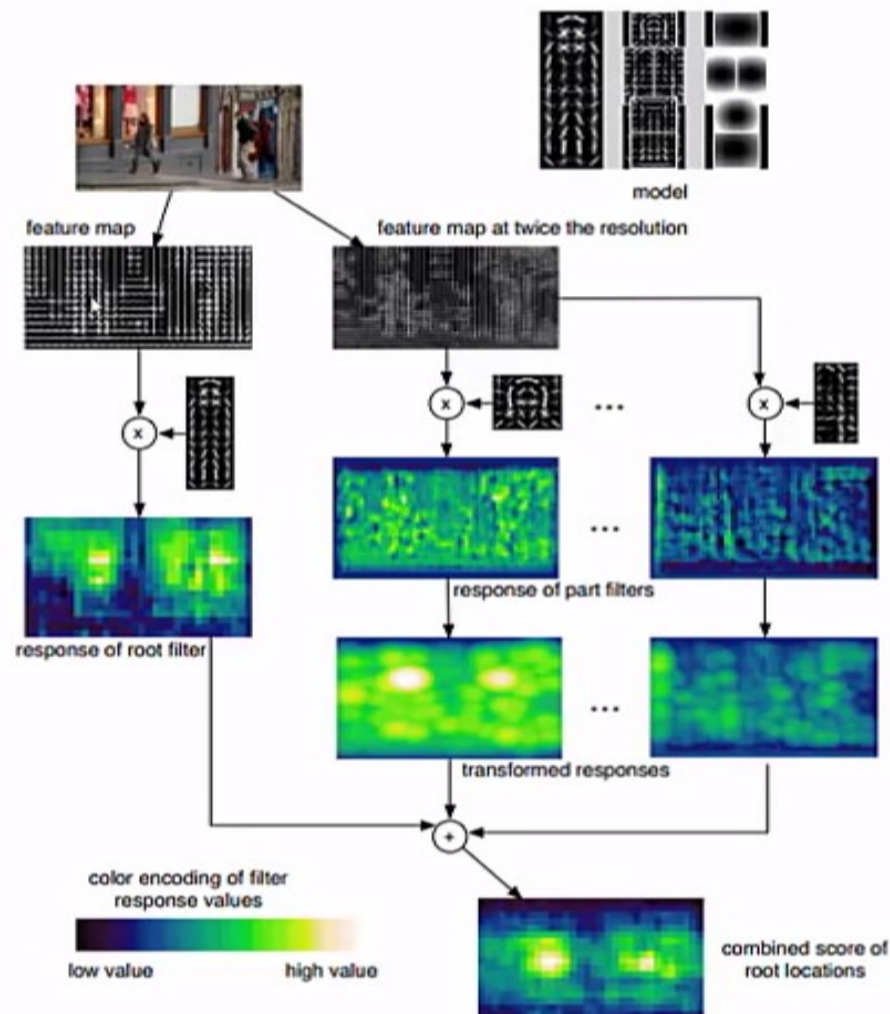 model
feature map
feature map at twice the resolution
x
x
...
x
...
response of part filters
response of root filter
...
transformed responses
+
color encoding of filter
response values
low value
high value
combined score of
root locations